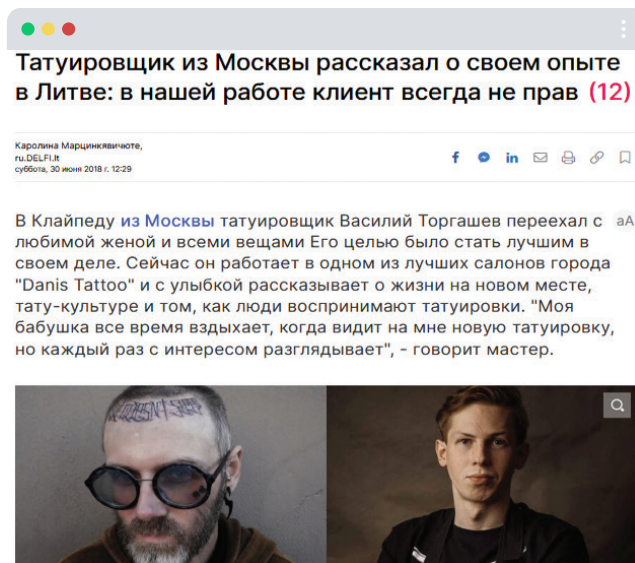 Татуировщик из Москвы рассказал о своем опыте
в Литве: в нашей работе клиент всегда не прав (12)
Каролина Марцинкявичюте,
ru.DELFI.lt
суббота, 30 июня 2018 г. 12:29
В Клайпеду из Москвы татуировщик Василий Торгашев переехал с
аА
любимой женой и всеми вещами Его целью было стать лучшим в
своем деле. Сейчас он работает в одном из лучших салонов города
"Danis Tattoo" и с улыбкой рассказывает о жизни на новом месте,
тату-культуре и том, как люди воспринимают татуировки. "Моя
бабушка все время вздыхает, когда видит на мне новую татуировку,
но каждый раз с интересом разглядывает", - говорит мастер.